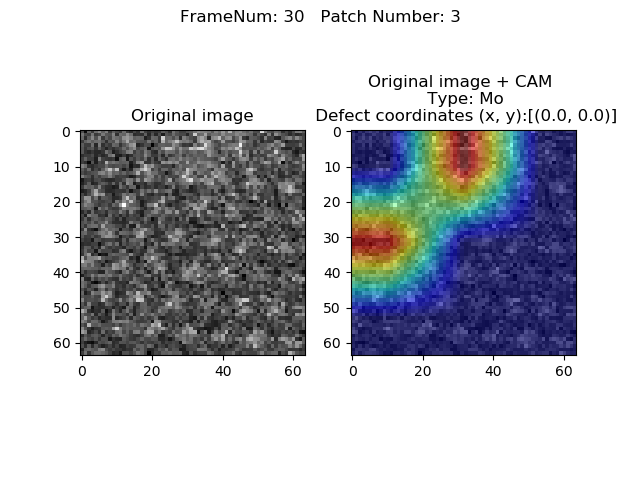 FrameNum: 30   Patch Number: 3
Original image
Original image + CAM
Type: Mo
Defect coordinates (x, y):[(0.0, 0.0)]
0
10
20
30
40
50
60
0 20 40 60
0
10
20
30
40
50
60
0 20 40 60